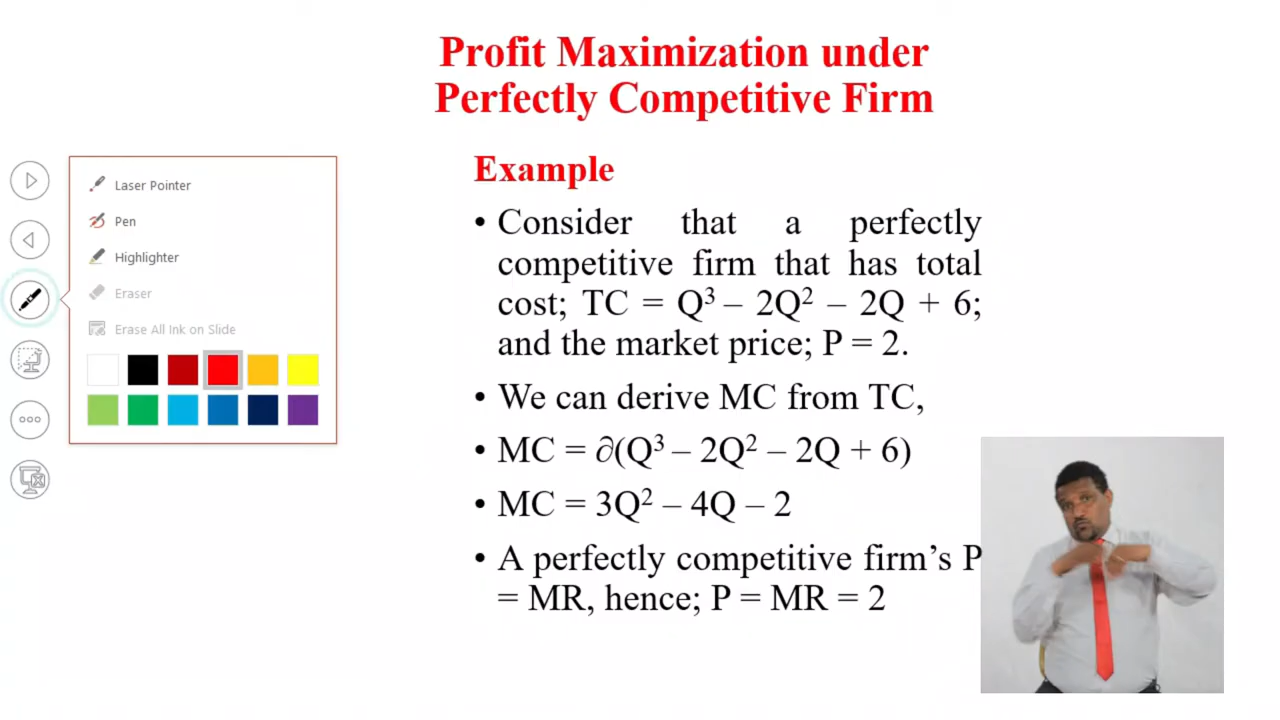 Profit Maximization under
Perfectly Competitive Firm
Example
• Consider that a perfectly
competitive firm that has total
cost; TC = Q³ – 2Q² – 2Q + 6;
and the market price; P = 2.
• We can derive MC from TC,
• MC = ∂(Q³ – 2Q² – 2Q + 6)
• MC = 3Q² – 4Q – 2
• A perfectly competitive firm’s P
= MR, hence; P = MR = 2
Laser Pointer
Pen
Highlighter
Eraser
Erase All Ink on Slide